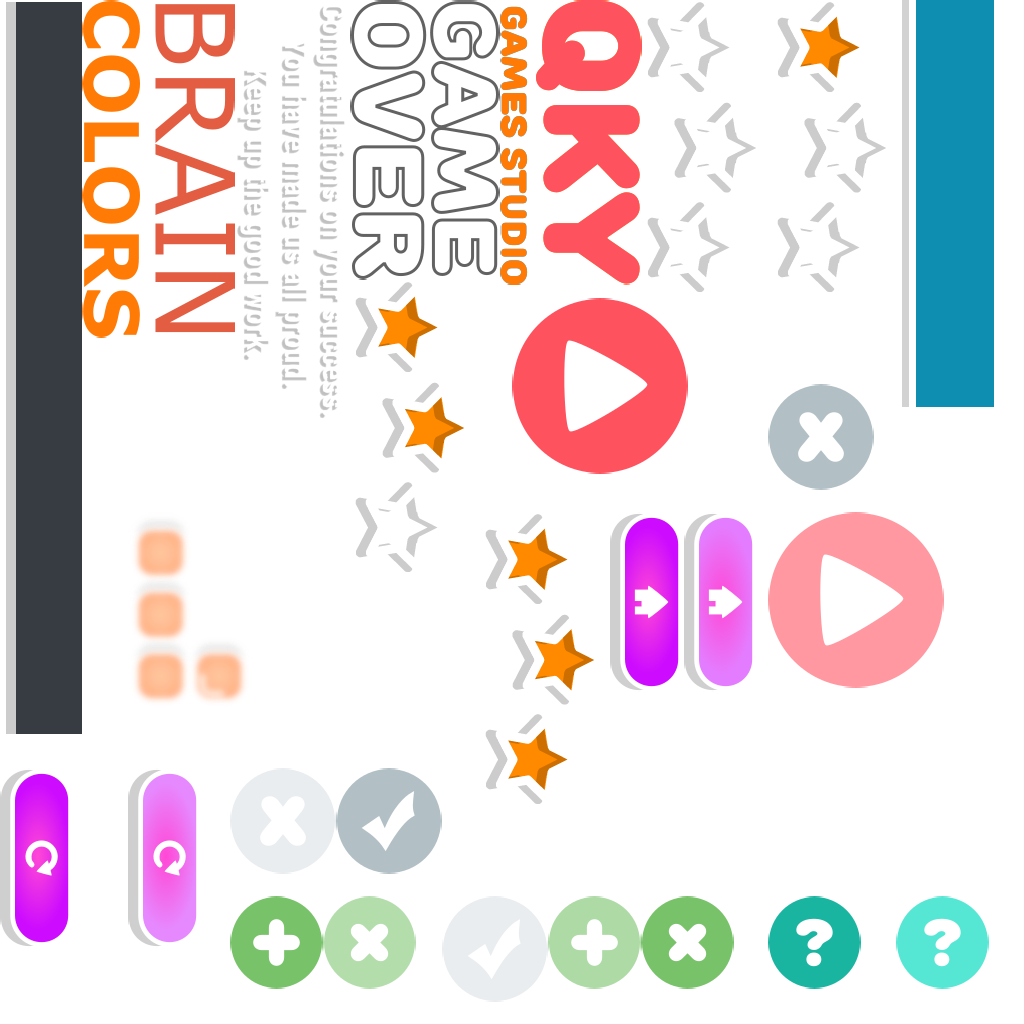 BRAIN
COLORS
Congratulations on your success.
You have made us all proud.
Keep up the good work.
GAME
OVER
QKY
GAMES STUDIO
?
?